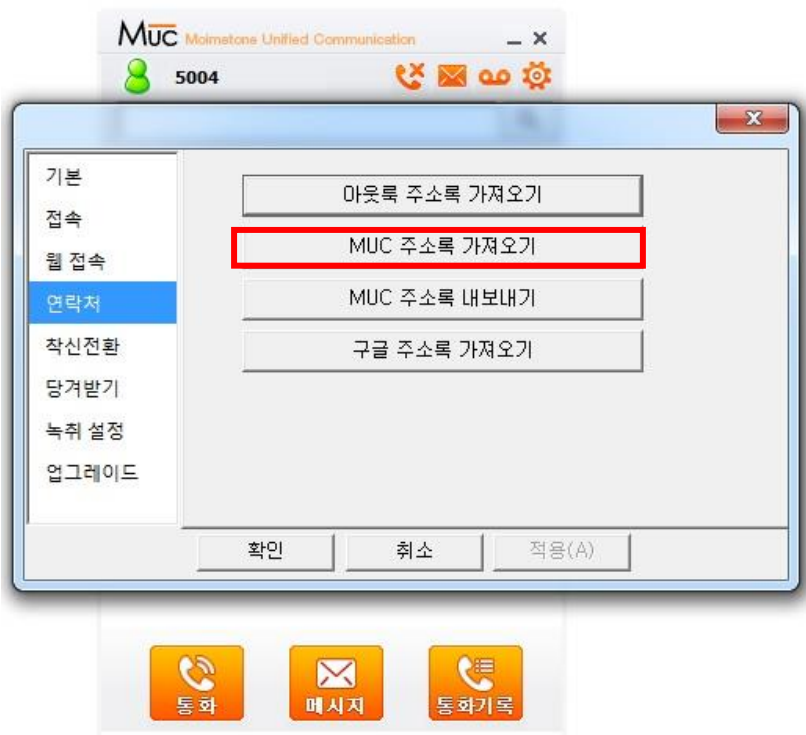 MUC Moimstone Unified Communication
5004
기본
접속
웹 접속
연락처
착신전환
당겨받기
녹취 설정
업그레이드
아웃룩 주소록 가져오기
MUC 주소록 가져오기
MUC 주소록 내보내기
구글 주소록 가져오기
확인
취소
적용(A)
통화
메시지
통화기록